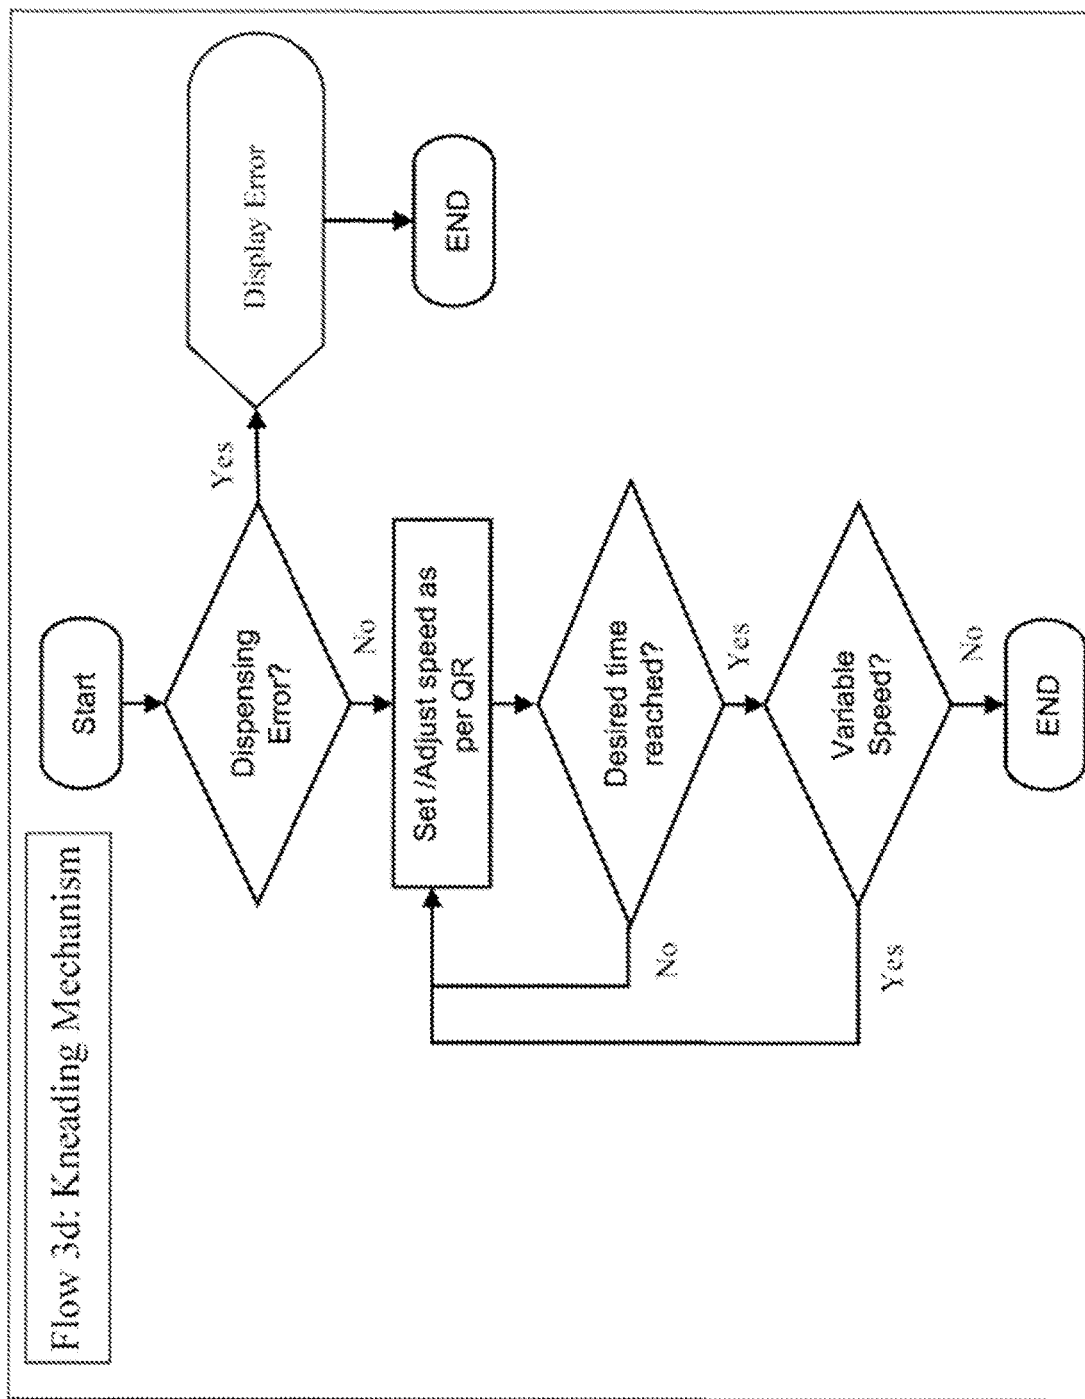 Flow 3d: Kneading Mechanism
Start
Dispensing
Error?
Yes
Display Error
END
No
Set /Adjust speed as
per QR
Desired time
reached?
No
Yes
Variable
Speed?
Yes
No
END